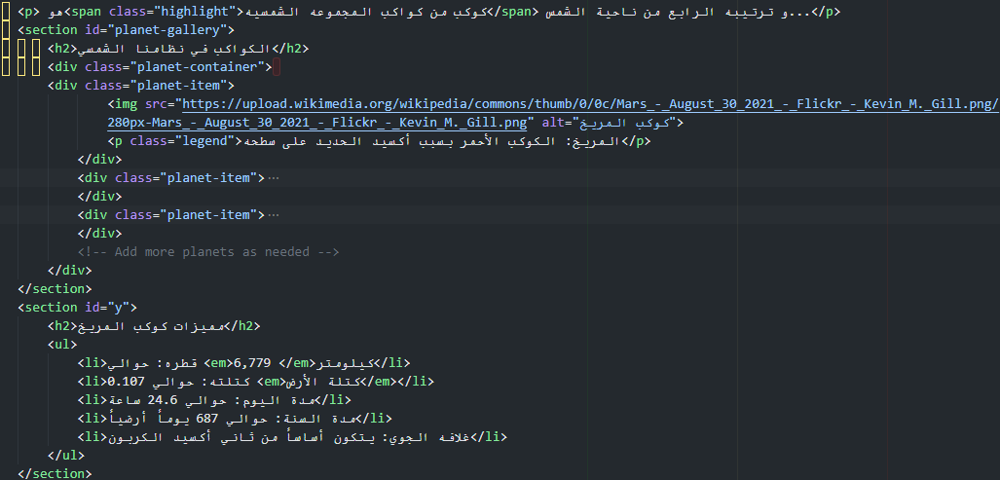 <p> هو<span class="highlight">كوكب من كواكب المجموعه الشمسيه</span> و ترتيبه الرابع من ناحية الشمس...</p>
<section id="planet-gallery">
<h2>الكواكب في نظامنا الشمسي</h2>
<div class="planet-container">
<div class="planet-item">
<img src="https://upload.wikimedia.org/wikipedia/commons/thumb/0/0c/Mars_-_August_30_2021_-_Flickr_-_Kevin_M._Gill.png/
280px-Mars_-_August_30_2021_-_Flickr_-_Kevin_M._Gill.png" alt="كوكب المريخ">
<p class="legend">المريخ: الكوكب الأحمر بسبب أكسيد الحديد على سطحه</p>
</div>
<div class="planet-item">…
</div>
<div class="planet-item">…
</div>
<!-- Add more planets as needed -->
</div>
</section>
<section id="y">
<h2>مميزات كوكب المريخ</h2>
<ul>
<li>قطره: حوالي <em>6,779 </em>كيلومتر</li>
<li>كتلته: حوالي 0.107 <em>كتلة الأرض</em></li>
<li>مدة اليوم: حوالي 24.6 ساعة</li>
<li>مدة السنة: حوالي 687 يوماً أرضياً</li>
<li>غلافه الجوي: يتكون أساساً من ثاني أكسيد الكربون</li>
</ul>
</section>